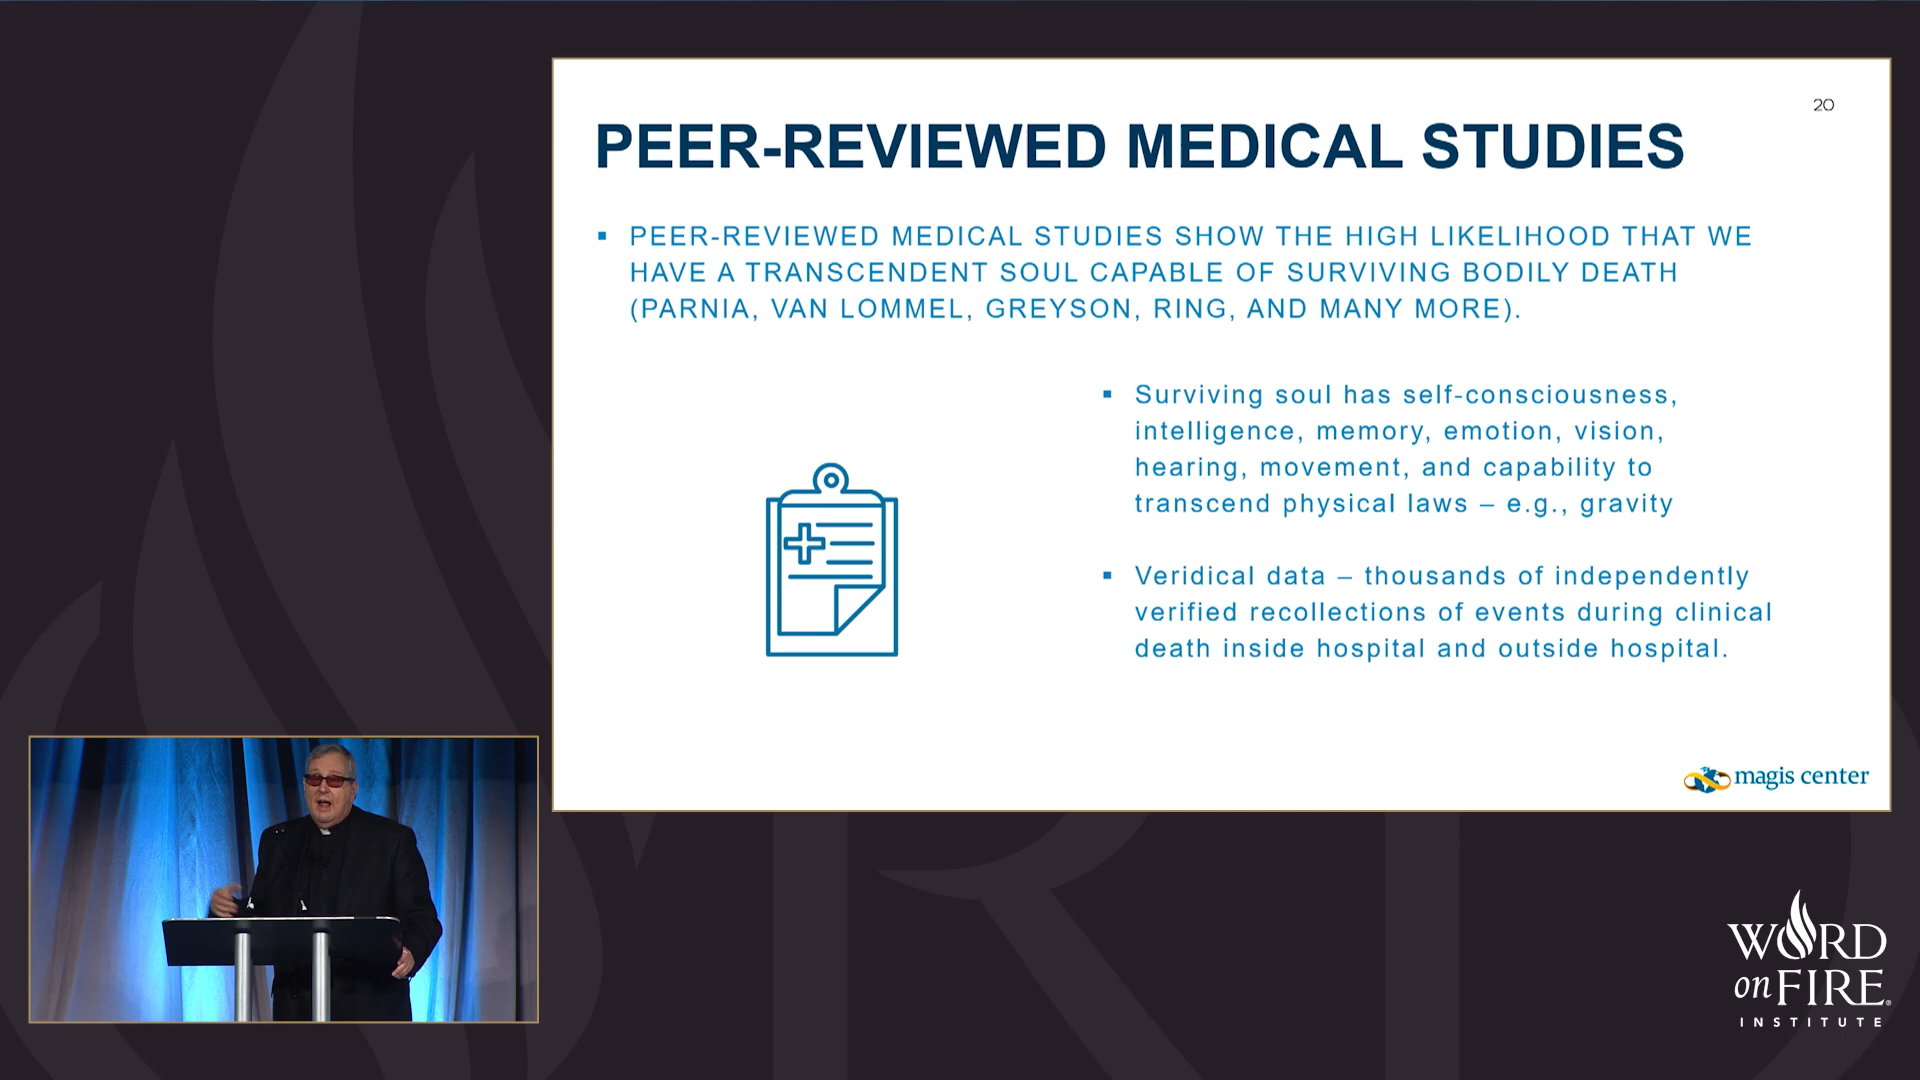 20
PEER-REVIEWED MEDICAL STUDIES
▪ PEER-REVIEWED MEDICAL STUDIES SHOW THE HIGH LIKELIHOOD THAT WE
HAVE A TRANSCENDENT SOUL CAPABLE OF SURVIVING BODILY DEATH
(PARNIA, VAN LOMMEL, GREYSON, RING, AND MANY MORE).
▪ Surviving soul has self-consciousness,
intelligence, memory, emotion, vision,
hearing, movement, and capability to
transcend physical laws – e.g., gravity
▪ Veridical data – thousands of independently
verified recollections of events during clinical
death inside hospital and outside hospital.
magis center
WORD
on FIRE®
INSTITUTE